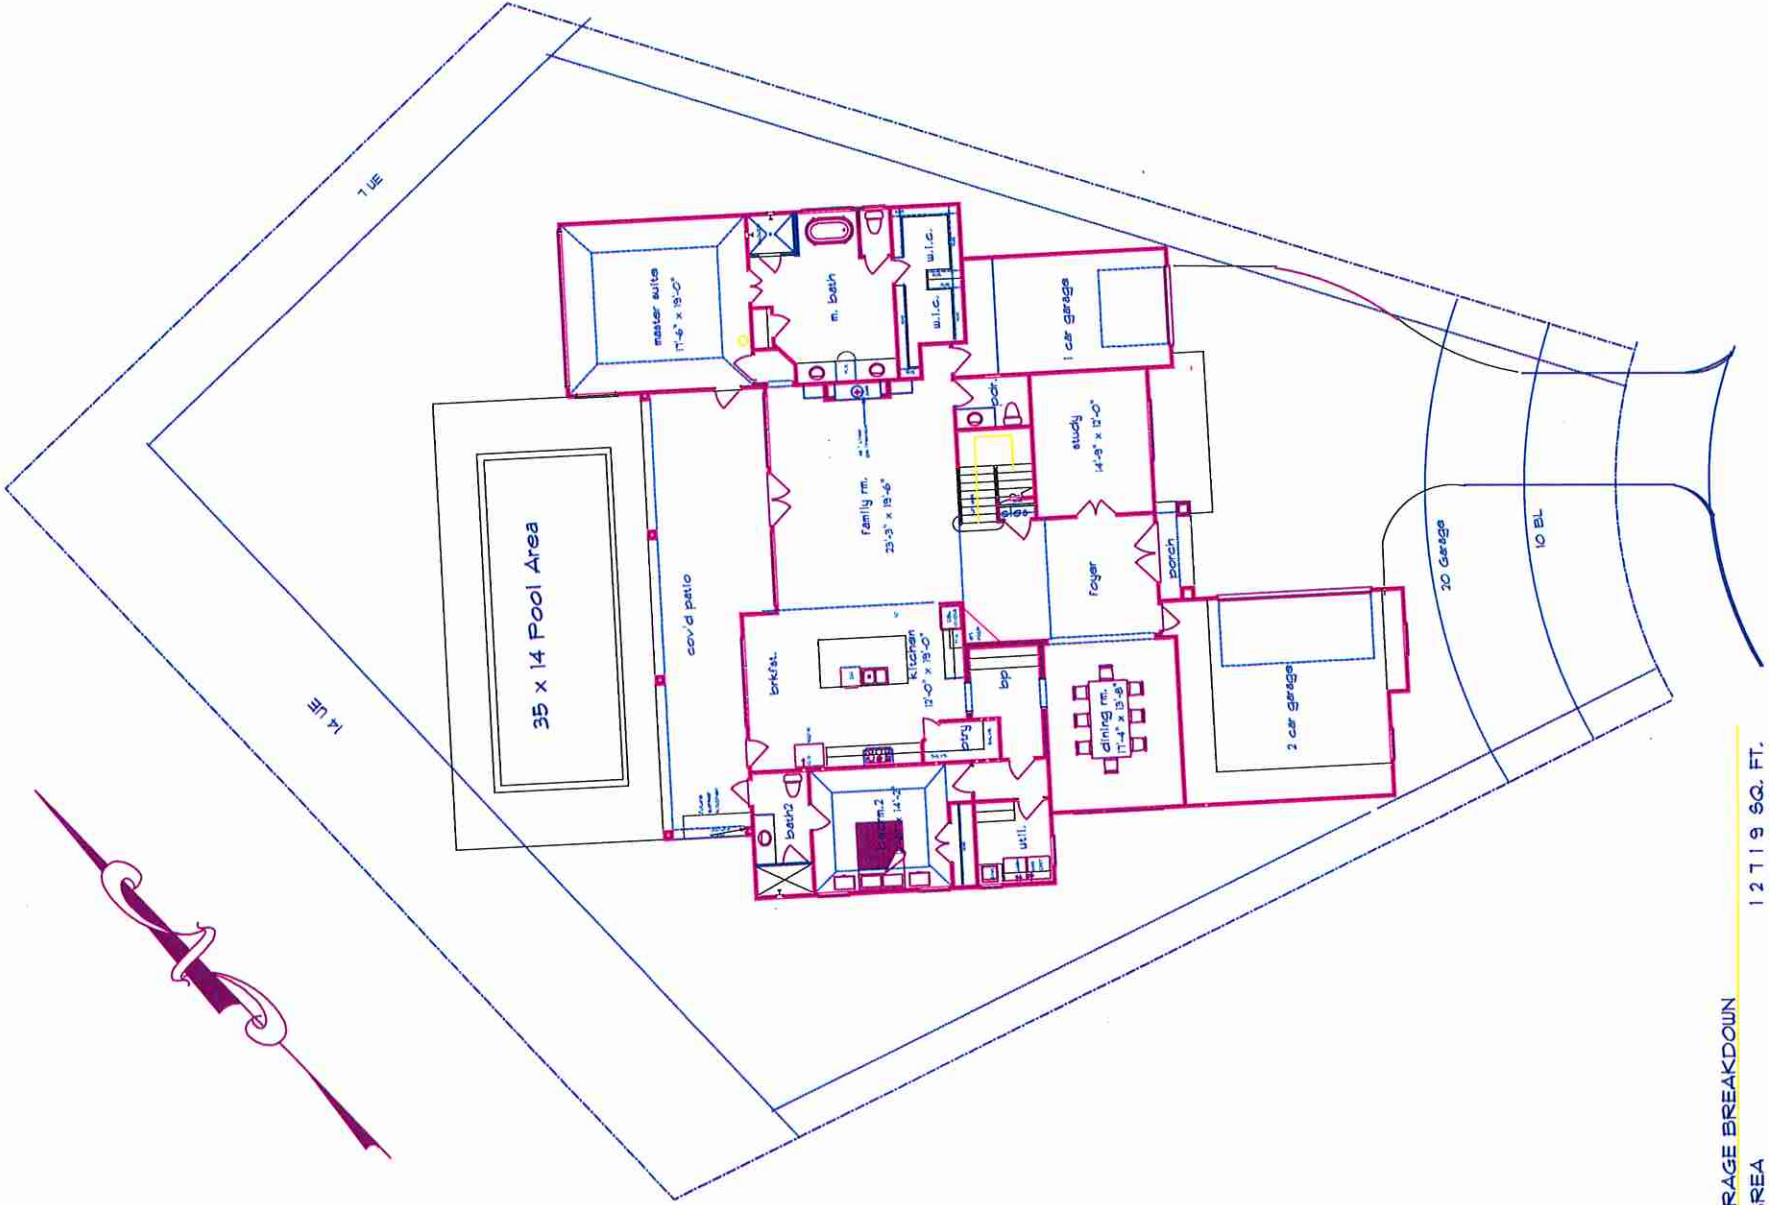 7 UE
14 UE
35 x 14 Pool Area
cov'd patio
master suite
17'-6" x 19'-0"
m. bath
w.i.c.
w.i.c.
1 car garage
family rm.
23'-3" x 19'-6"
pdr.
study
14'-9" x 12'-0"
brkfst.
kitchen
12'-0" x 19'-0"
foyer
porch
bp
ptry
dining rm.
17'-4" x 13'-8"
2 car garage
bath2
bedrm.2
util.
20 Garage
10 BL
RAGE BREAKDOWN
REA 12719 SQ. FT.